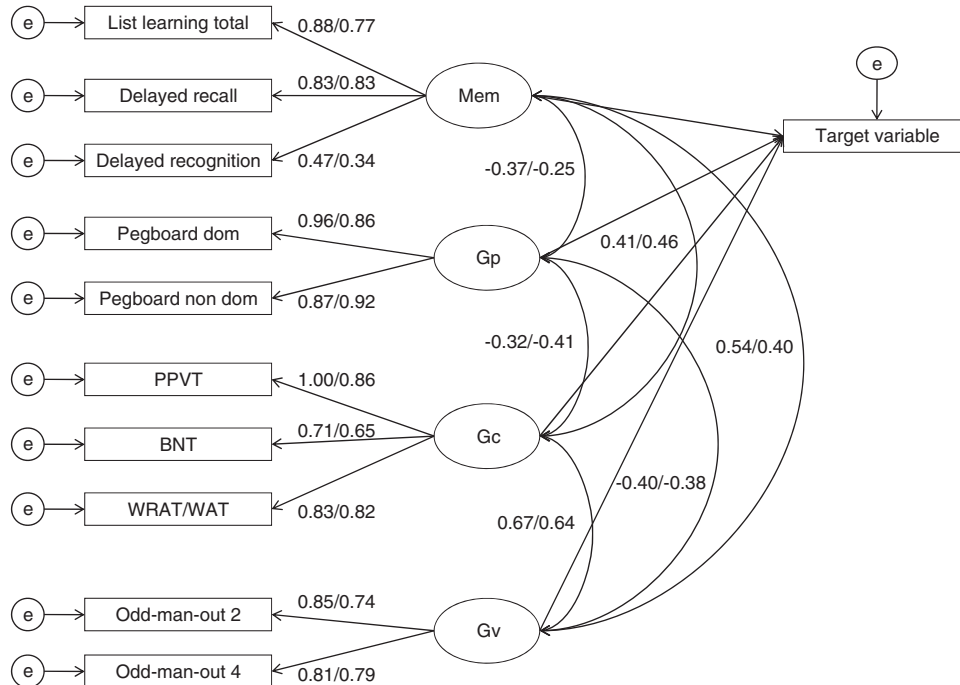 e
List learning total
0.88/0.77
e
Delayed recall
0.83/0.83
Mem
e
Target variable
e
Delayed recognition
0.47/0.34
-0.37/-0.25
e
Pegboard dom
0.96/0.86
Gp
0.41/0.46
e
Pegboard non dom
0.87/0.92
-0.32/-0.41
0.54/0.40
e
PPVT
1.00/0.86
e
BNT
0.71/0.65
Gc
e
WRAT/WAT
0.83/0.82
0.67/0.64
-0.40/-0.38
e
Odd-man-out 2
0.85/0.74
Gv
e
Odd-man-out 4
0.81/0.79